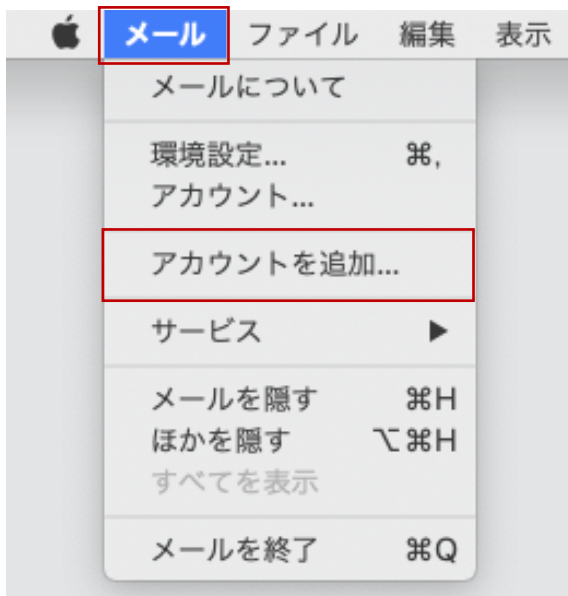 メール ファイル 編集 表示
メールについて
環境設定... ⌘,
アカウント...
アカウントを追加...
サービス ▶
メールを隠す ⌘H
ほかを隠す ⌥⌘H
すべてを表示
メールを終了 ⌘Q